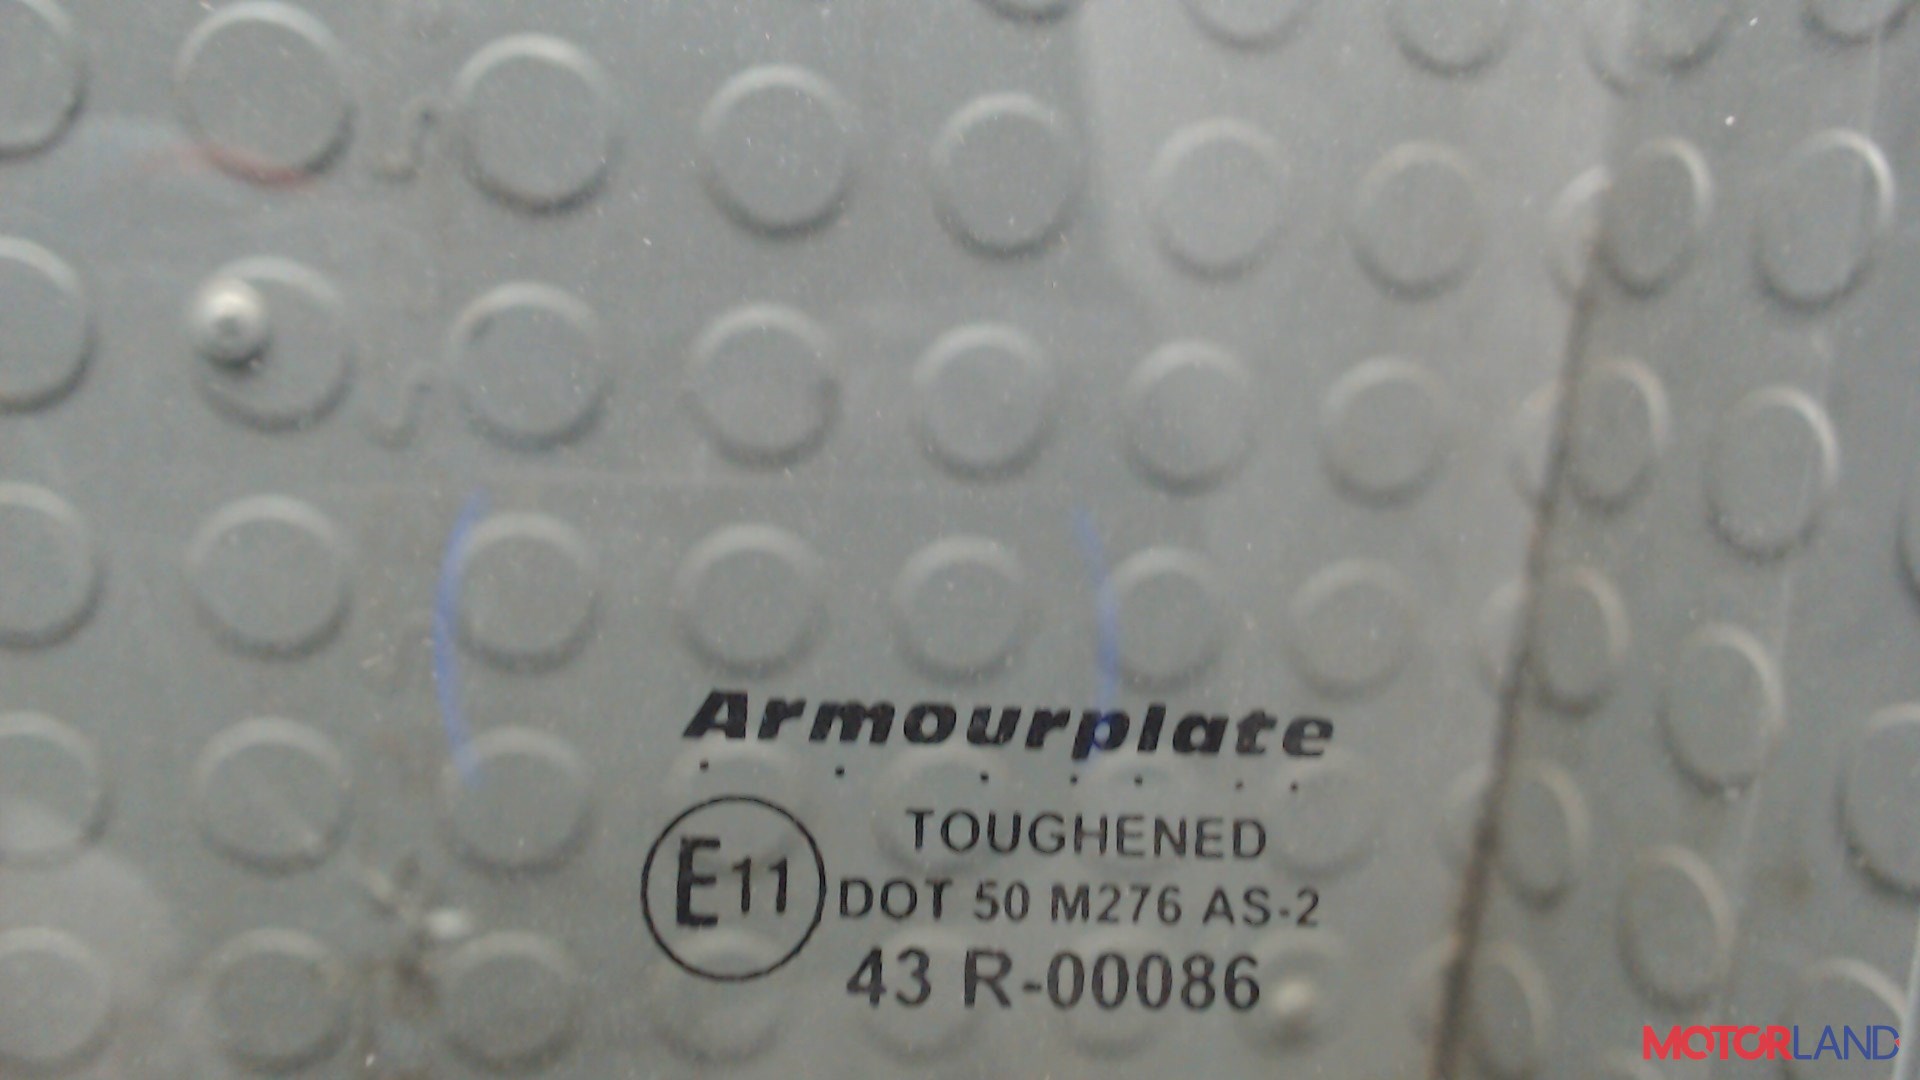 Armourplate
. . . . . . .
E11
TOUGHENED
DOT 50 M276 AS-2
43 R-00086
MOTORLAND